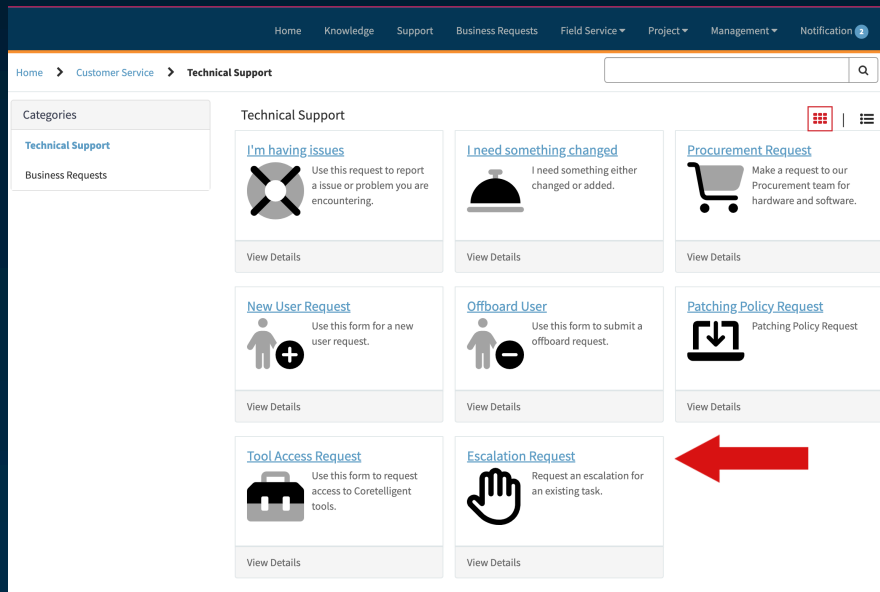 Home Knowledge Support Business Requests Field Service Project Management Notification 2
Home Customer Service Technical Support
Categories
Technical Support
Business Requests
Technical Support
I'm having issues
Use this request to report
a issue or problem you are
encountering.
View Details
I need something changed
I need something either
changed or added.
View Details
Procurement Request
Make a request to our
Procurement team for
hardware and software.
View Details
New User Request
Use this form for a new
user request.
View Details
Offboard User
Use this form to submit a
offboard request.
View Details
Patching Policy Request
Patching Policy Request
View Details
Tool Access Request
Use this form to request
access to Coretelligent
tools.
View Details
Escalation Request
Request an escalation for
an existing task.
View Details